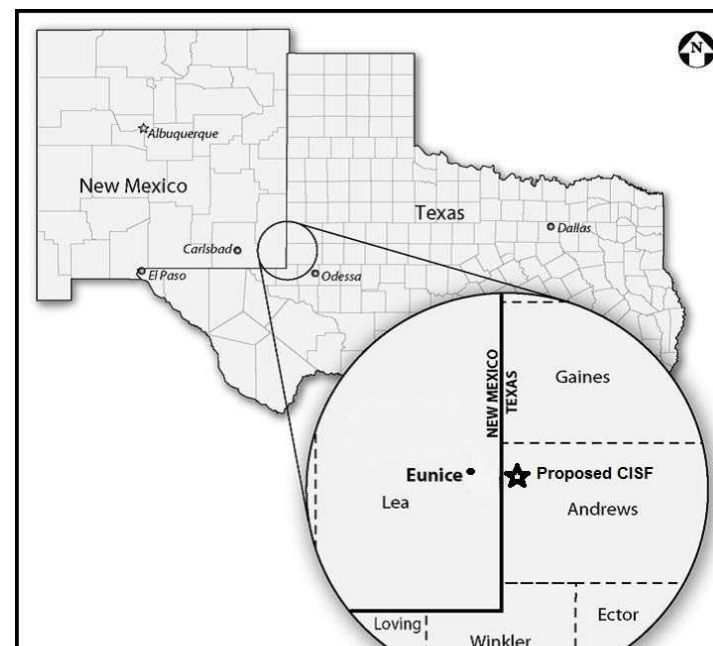 N
Albuquerque
New Mexico
Texas
Dallas
Carlsbad
El Paso
Odessa
NEW MEXICO
TEXAS
Gaines
Eunice
Proposed CISF
Lea
Andrews
Loving
Winkler
Ector